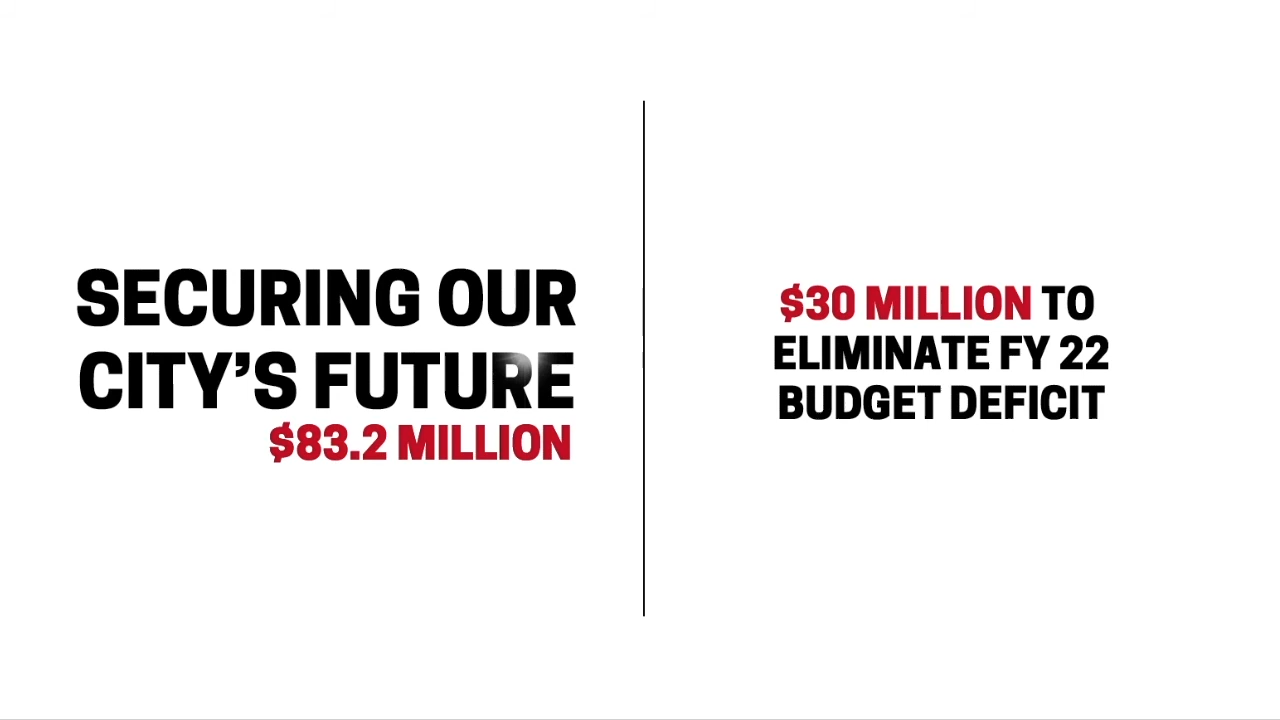 SECURING OUR
CITY’S FUTURE
$83.2 MILLION
$30 MILLION TO
ELIMINATE FY 22
BUDGET DEFICIT